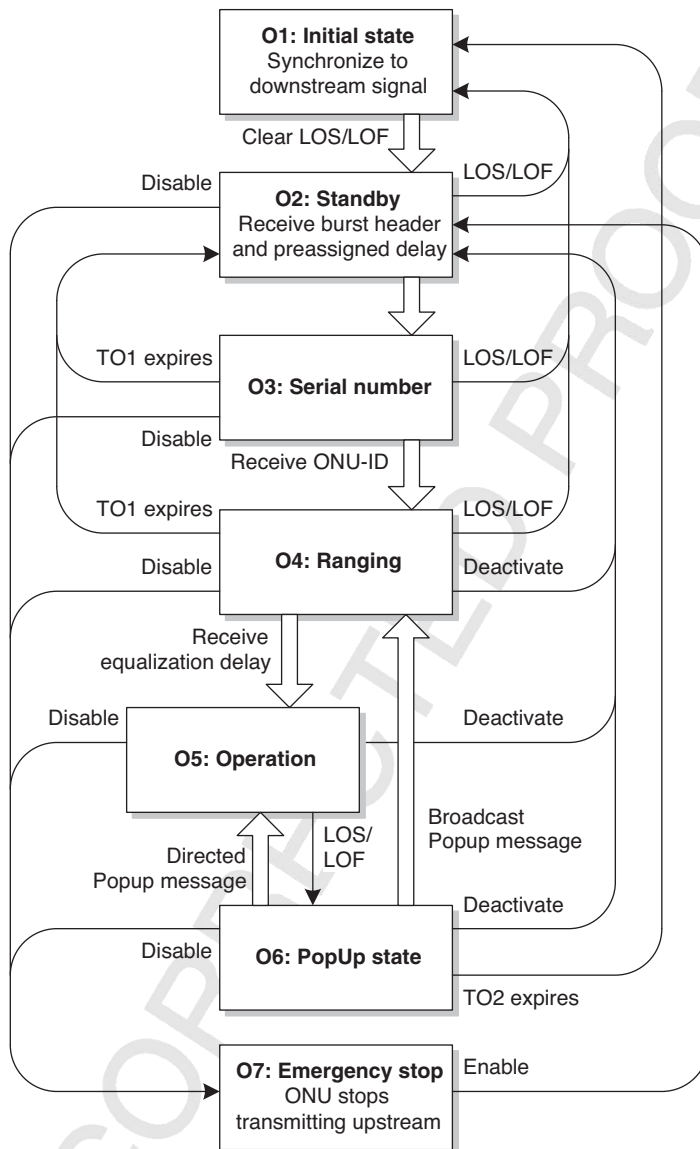 O1: Initial state
Synchronize to
downstream signal
Clear LOS/LOF
Disable
LOS/LOF
O2: Standby
Receive burst header
and preassigned delay
TO1 expires
LOS/LOF
O3: Serial number
Disable
Receive ONU-ID
TO1 expires
LOS/LOF
O4: Ranging
Disable
Deactivate
Receive
equalization delay
Disable
Deactivate
O5: Operation
LOS/
LOF
Directed
Popup message
Broadcast
Popup message
Deactivate
Disable
O6: PopUp state
TO2 expires
O7: Emergency stop
ONU stops
transmitting upstream
Enable
CORRECTED PROOF